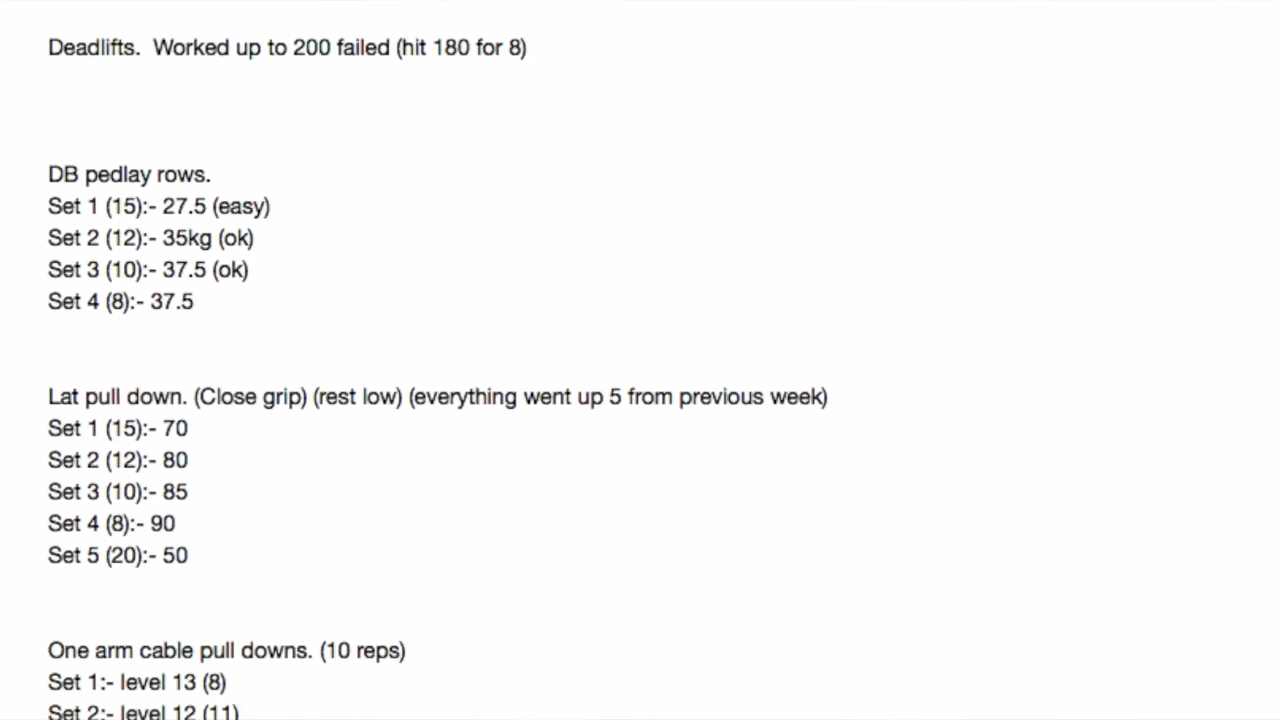 Deadlifts.  Worked up to 200 failed (hit 180 for 8)
DB pedlay rows.
Set 1 (15):- 27.5 (easy)
Set 2 (12):- 35kg (ok)
Set 3 (10):- 37.5 (ok)
Set 4 (8):- 37.5
Lat pull down. (Close grip) (rest low) (everything went up 5 from previous week)
Set 1 (15):- 70
Set 2 (12):- 80
Set 3 (10):- 85
Set 4 (8):- 90
Set 5 (20):- 50
One arm cable pull downs. (10 reps)
Set 1:- level 13 (8)
Set 2:- level 12 (11)